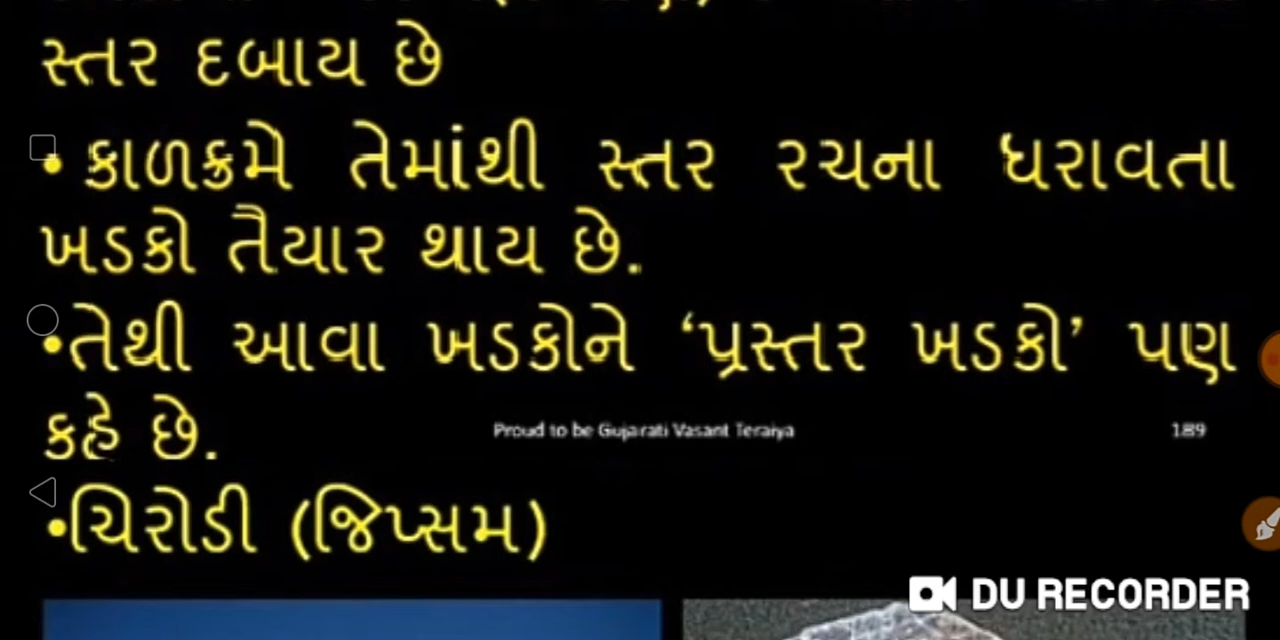 સ્તર દબાય છે
• કાળક્રમે તેમાંથી સ્તર રચના ધરાવતા
ખડકો તૈયાર થાય છે.
•તેથી આવા ખડકોને ‘પ્રસ્તર ખડકો’ પણ
કહે છે.
Proud to be Gujarati Vasant Teraiya
189
•ચિરોડી (જિપ્સમ)
DU RECORDER